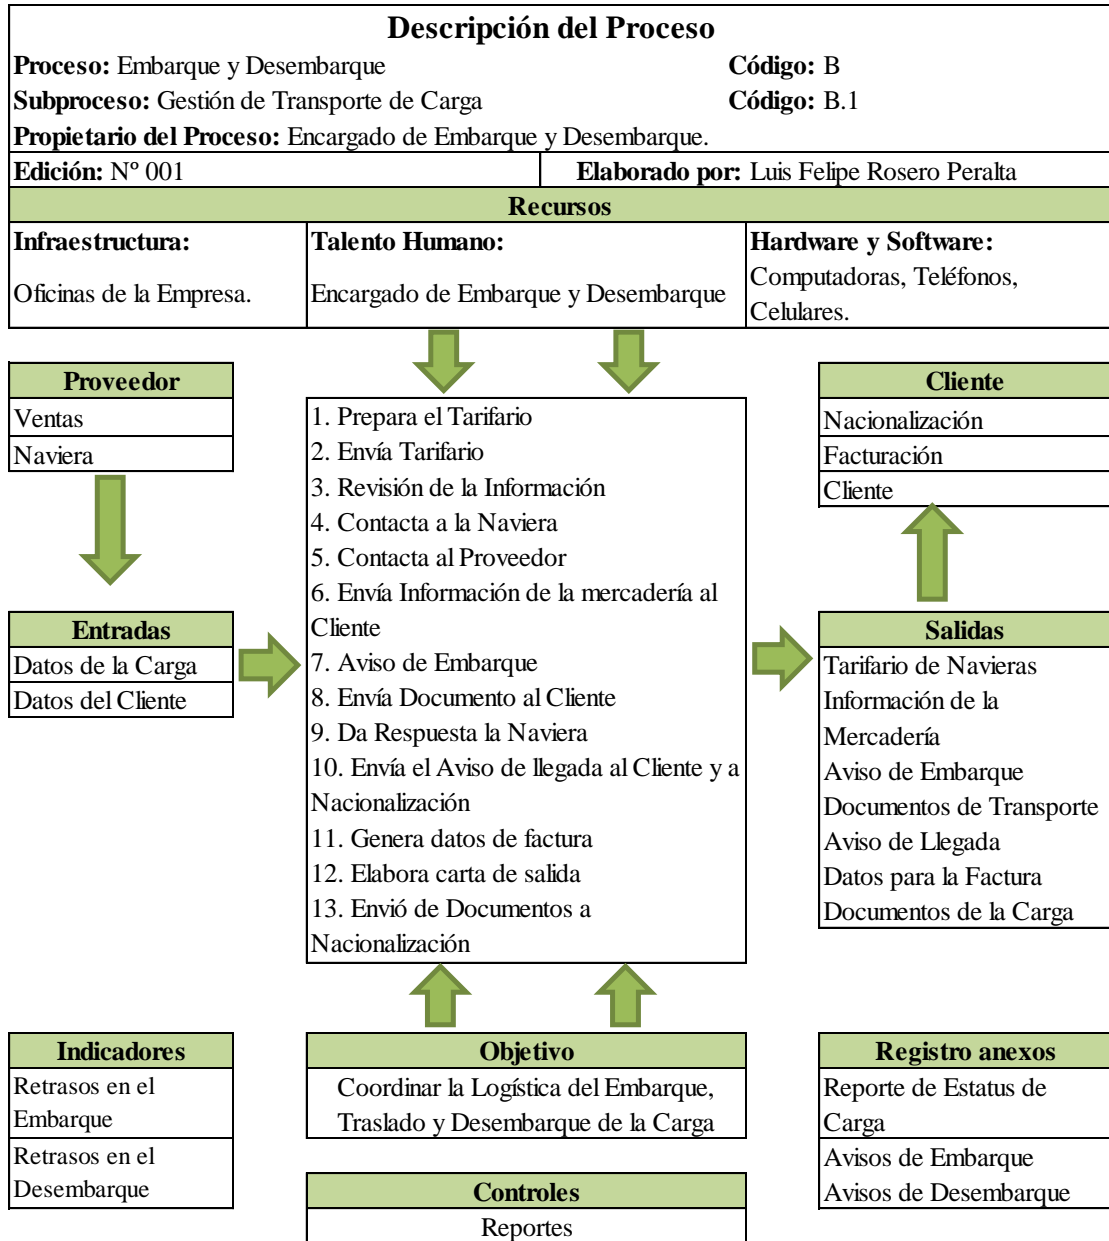 Descripción del Proceso
Proceso: Embarque y Desembarque Código: B
Subproceso: Gestión de Transporte de Carga Código: B.1
Propietario del Proceso: Encargado de Embarque y Desembarque.
Edición: Nº 001 Elaborado por: Luis Felipe Rosero Peralta
Recursos
Infraestructura:
Oficinas de la Empresa.
Talento Humano:
Encargado de Embarque y Desembarque
Hardware y Software:
Computadoras, Teléfonos,
Celulares.
Proveedor
Ventas
Naviera
Entradas
Datos de la Carga
Datos del Cliente
1. Prepara el Tarifario
2. Envía Tarifario
3. Revisión de la Información
4. Contacta a la Naviera
5. Contacta al Proveedor
6. Envía Información de la mercadería al
Cliente
7. Aviso de Embarque
8. Envía Documento al Cliente
9. Da Respuesta la Naviera
10. Envía el Aviso de llegada al Cliente y a
Nacionalización
11. Genera datos de factura
12. Elabora carta de salida
13. Envió de Documentos a
Nacionalización
Cliente
Nacionalización
Facturación
Cliente
Salidas
Tarifario de Navieras
Información de la
Mercadería
Aviso de Embarque
Documentos de Transporte
Aviso de Llegada
Datos para la Factura
Documentos de la Carga
Indicadores
Retrasos en el
Embarque
Retrasos en el
Desembarque
Objetivo
Coordinar la Logística del Embarque,
Traslado y Desembarque de la Carga
Controles
Reportes
Registro anexos
Reporte de Estatus de
Carga
Avisos de Embarque
Avisos de Desembarque